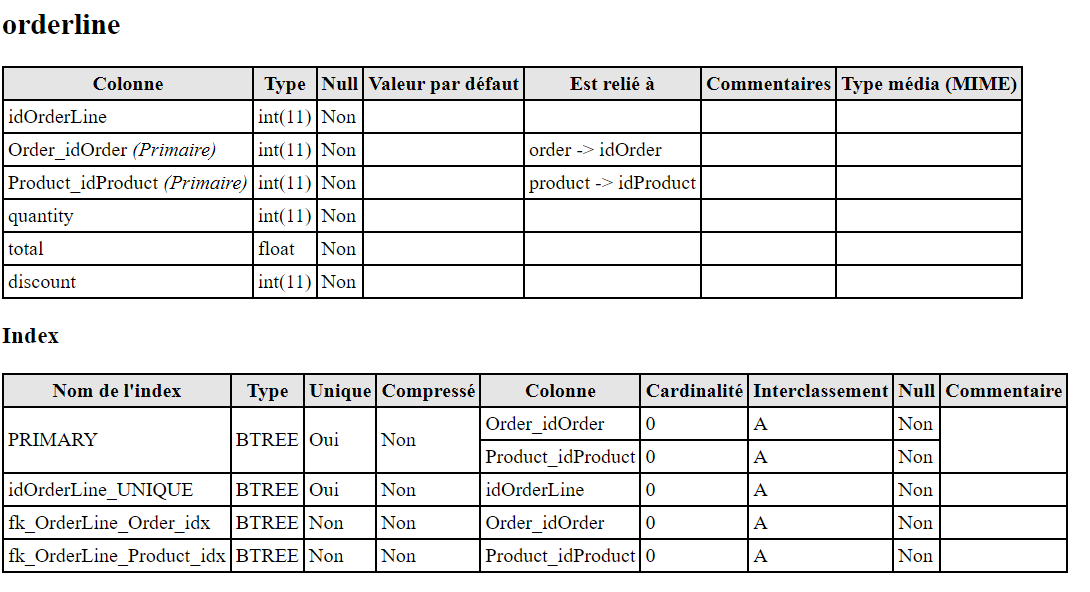 orderline
Colonne Type Null Valeur par défaut Est relié à Commentaires Type média (MIME)
idOrderLine int(11) Non
Order_idOrder (Primaire) int(11) Non order -> idOrder
Product_idProduct (Primaire) int(11) Non product -> idProduct
quantity int(11) Non
total float Non
discount int(11) Non
Index
Nom de l'index Type Unique Compressé Colonne Cardinalité Interclassement Null Commentaire
PRIMARY BTREE Oui Non Order_idOrder 0 A Non
Product_idProduct 0 A Non
idOrderLine_UNIQUE BTREE Oui Non idOrderLine 0 A Non
fk_OrderLine_Order_idx BTREE Non Non Order_idOrder 0 A Non
fk_OrderLine_Product_idx BTREE Non Non Product_idProduct 0 A Non